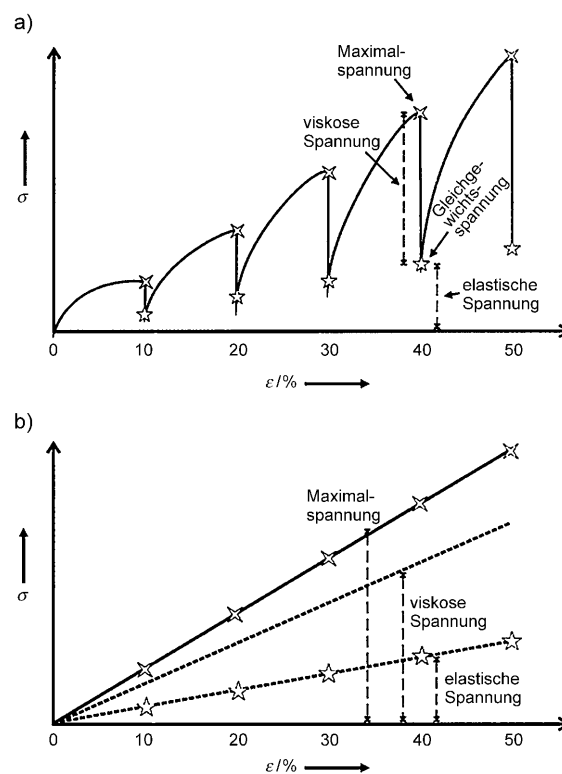 a)
Maximal-
spannung
viskose
Spannung
Gleichge-
wichts-
spannung
elastische
Spannung
σ
0 10 20 30 40 50
ε/%
b)
Maximal-
spannung
σ
viskose
Spannung
elastische
Spannung
0 10 20 30 40 50
ε/%